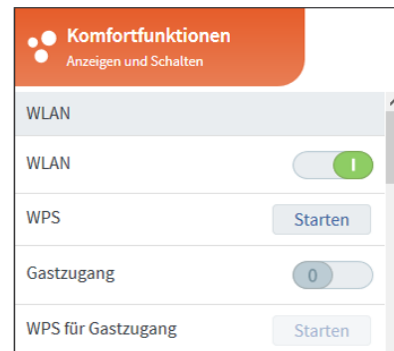 Komfortfunktionen
Anzeigen und Schalten
WLAN
WLAN I
WPS Starten
Gastzugang 0
WPS für Gastzugang Starten